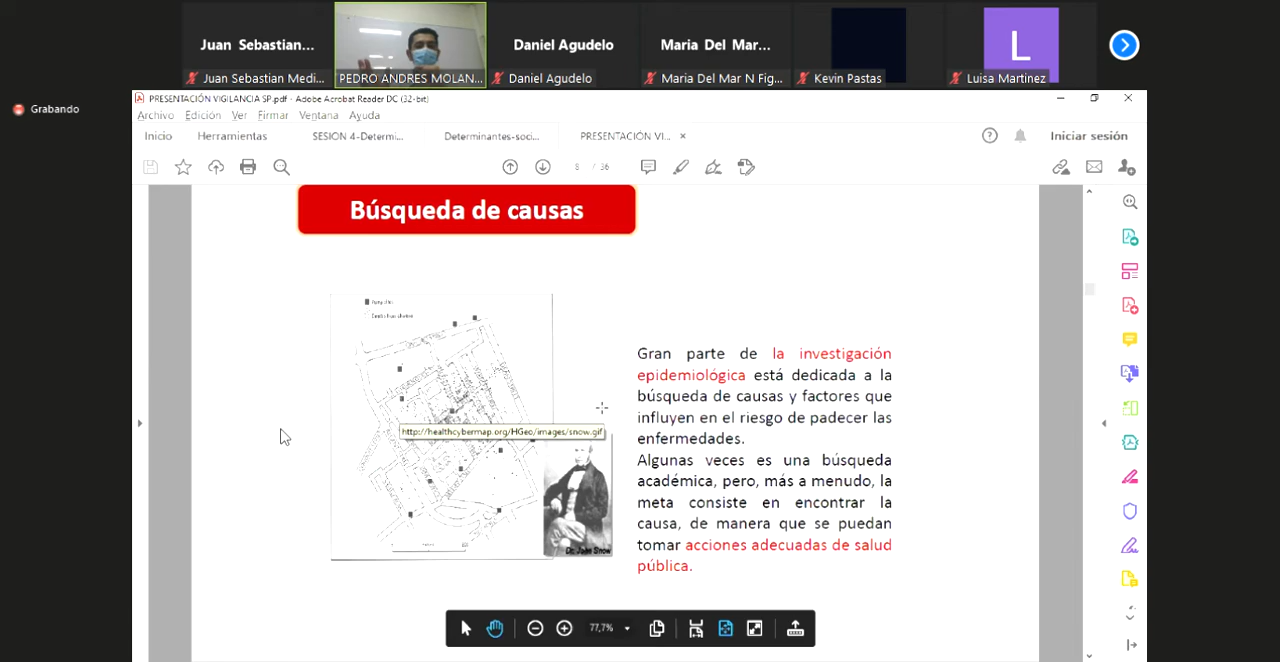 Juan Sebastian...
Daniel Agudelo
Maria Del Mar...
L
Juan Sebastian Medi...
PEDRO ANDRES MOLAN...
Daniel Agudelo
Maria Del Mar N Fig...
Kevin Pastas
Luisa Martinez
Grabando
PRESENTACIÓN VIGILANCIA SP.pdf - Adobe Acrobat Reader DC (32-bit)
Archivo Edición Ver Firmar Ventana Ayuda
Inicio Herramientas SESION 4-Determi... Determinantes-soci... PRESENTACIÓN VI... × Iniciar sesión
8 / 36
Búsqueda de causas
http://healthcybermap.org/HGeo/images/snow.gif
Dr. John Snow
Gran parte de la investigación
epidemiológica está dedicada a la
búsqueda de causas y factores que
influyen en el riesgo de padecer las
enfermedades.
Algunas veces es una búsqueda
académica, pero, más a menudo, la
meta consiste en encontrar la
causa, de manera que se puedan
tomar acciones adecuadas de salud
pública.
77,7%